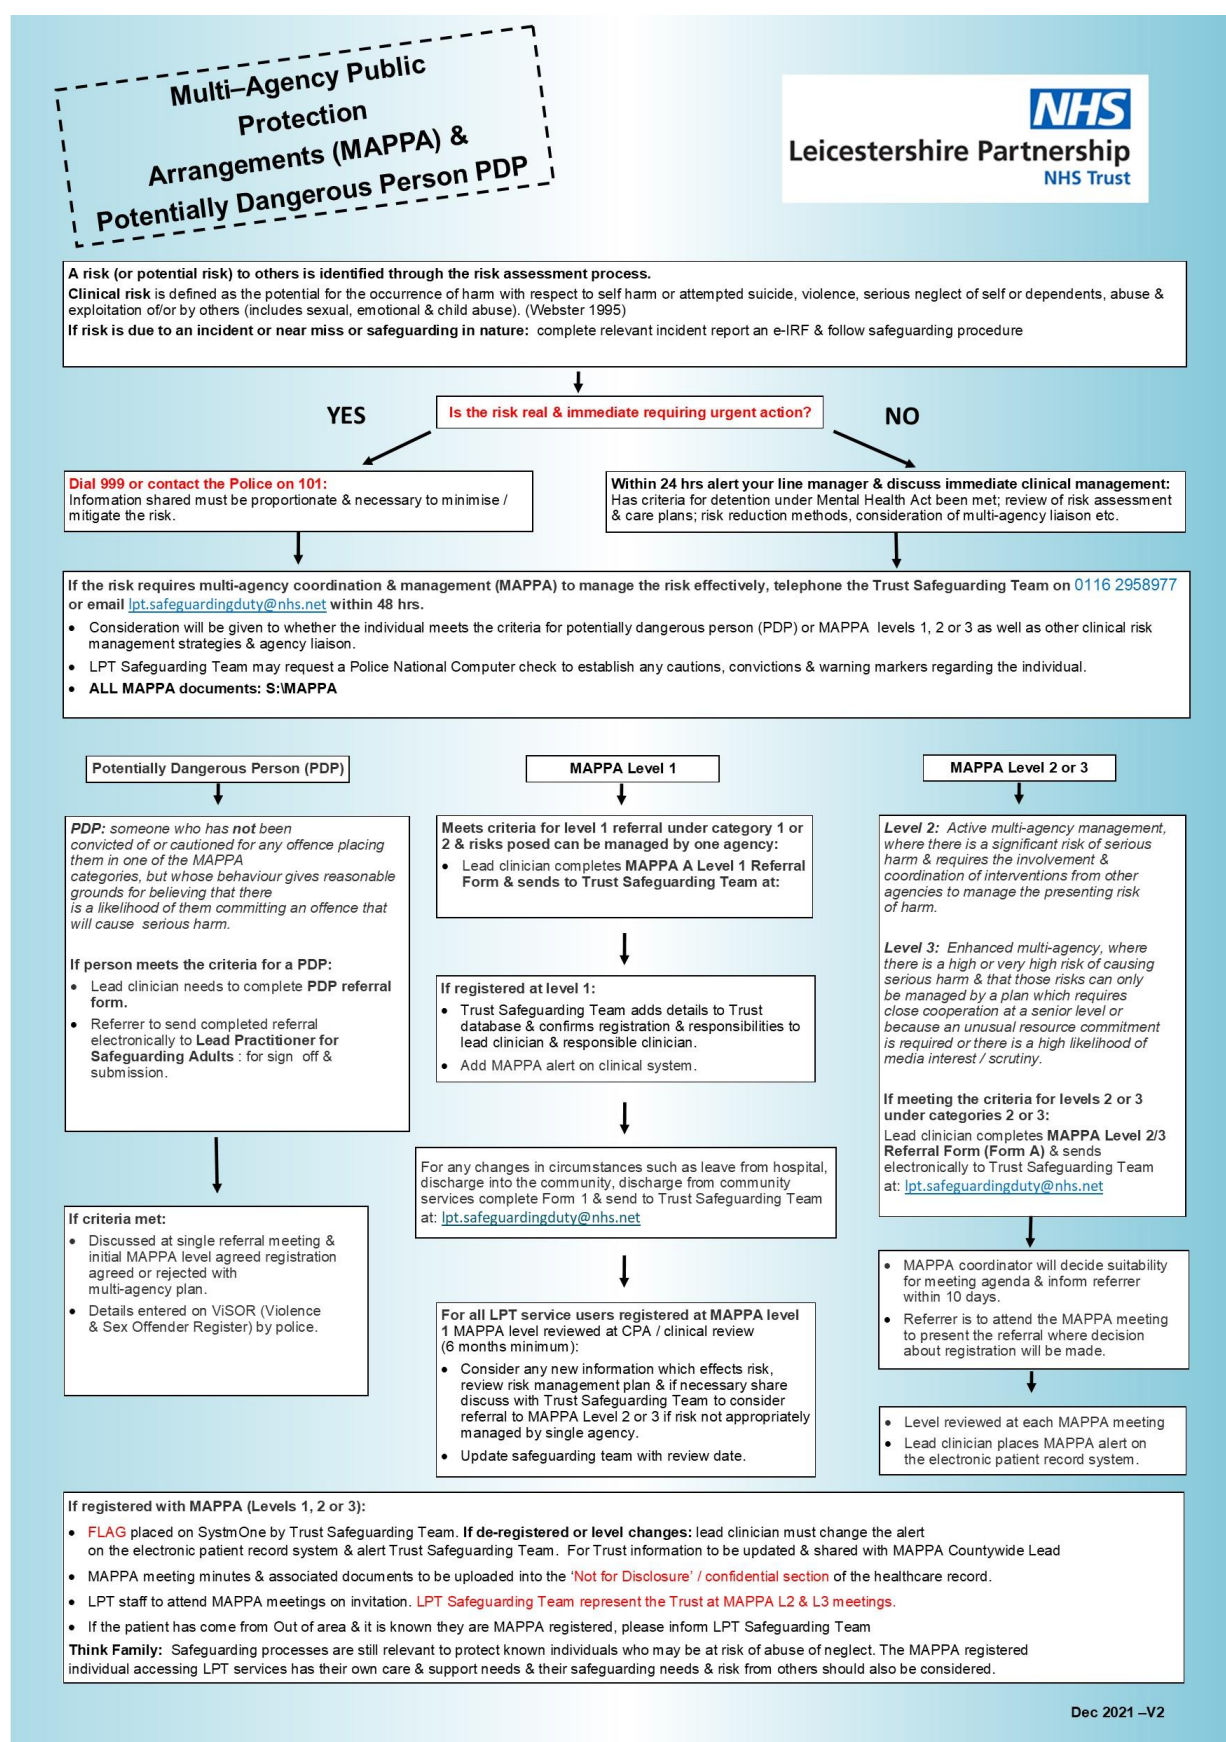 Multi–Agency Public
Protection
Arrangements (MAPPA) &
Potentially Dangerous Person PDP
NHS
Leicestershire Partnership
NHS Trust
A risk (or potential risk) to others is identified through the risk assessment process.
Clinical risk is defined as the potential for the occurrence of harm with respect to self harm or attempted suicide, violence, serious neglect of self or dependents, abuse &
exploitation of/or by others (includes sexual, emotional & child abuse). (Webster 1995)
If risk is due to an incident or near miss or safeguarding in nature: complete relevant incident report an e-IRF & follow safeguarding procedure
YES
Is the risk real & immediate requiring urgent action?
NO
Dial 999 or contact the Police on 101:
Information shared must be proportionate & necessary to minimise /
mitigate the risk.
Within 24 hrs alert your line manager & discuss immediate clinical management:
Has criteria for detention under Mental Health Act been met; review of risk assessment
& care plans; risk reduction methods, consideration of multi-agency liaison etc.
If the risk requires multi-agency coordination & management (MAPPA) to manage the risk effectively, telephone the Trust Safeguarding Team on 0116 2958977
or email lpt.safeguardingduty@nhs.net within 48 hrs.
• Consideration will be given to whether the individual meets the criteria for potentially dangerous person (PDP) or MAPPA levels 1, 2 or 3 as well as other clinical risk
management strategies & agency liaison.
• LPT Safeguarding Team may request a Police National Computer check to establish any cautions, convictions & warning markers regarding the individual.
• ALL MAPPA documents: S:\MAPPA
Potentially Dangerous Person (PDP)
PDP: someone who has not been
convicted of or cautioned for any offence placing
them in one of the MAPPA
categories, but whose behaviour gives reasonable
grounds for believing that there
is a likelihood of them committing an offence that
will cause serious harm.
If person meets the criteria for a PDP:
• Lead clinician needs to complete PDP referral
form.
• Referrer to send completed referral
electronically to Lead Practitioner for
Safeguarding Adults : for sign off &
submission.
If criteria met:
• Discussed at single referral meeting &
initial MAPPA level agreed registration
agreed or rejected with
multi-agency plan.
• Details entered on ViSOR (Violence
& Sex Offender Register) by police.
MAPPA Level 1
Meets criteria for level 1 referral under category 1 or
2 & risks posed can be managed by one agency:
• Lead clinician completes MAPPA A Level 1 Referral
Form & sends to Trust Safeguarding Team at:
If registered at level 1:
• Trust Safeguarding Team adds details to Trust
database & confirms registration & responsibilities to
lead clinician & responsible clinician.
• Add MAPPA alert on clinical system.
For any changes in circumstances such as leave from hospital,
discharge into the community, discharge from community
services complete Form 1 & send to Trust Safeguarding Team
at: lpt.safeguardingduty@nhs.net
For all LPT service users registered at MAPPA level
1 MAPPA level reviewed at CPA / clinical review
(6 months minimum):
• Consider any new information which effects risk,
review risk management plan & if necessary share
discuss with Trust Safeguarding Team to consider
referral to MAPPA Level 2 or 3 if risk not appropriately
managed by single agency.
• Update safeguarding team with review date.
MAPPA Level 2 or 3
Level 2: Active multi-agency management,
where there is a significant risk of serious
harm & requires the involvement &
coordination of interventions from other
agencies to manage the presenting risk
of harm.
Level 3: Enhanced multi-agency, where
there is a high or very high risk of causing
serious harm & that those risks can only
be managed by a plan which requires
close cooperation at a senior level or
because an unusual resource commitment
is required or there is a high likelihood of
media interest / scrutiny.
If meeting the criteria for levels 2 or 3
under categories 2 or 3:
Lead clinician completes MAPPA Level 2/3
Referral Form (Form A) & sends
electronically to Trust Safeguarding Team
at: lpt.safeguardingduty@nhs.net
• MAPPA coordinator will decide suitability
for meeting agenda & inform referrer
within 10 days.
• Referrer is to attend the MAPPA meeting
to present the referral where decision
about registration will be made.
• Level reviewed at each MAPPA meeting
• Lead clinician places MAPPA alert on
the electronic patient record system.
If registered with MAPPA (Levels 1, 2 or 3):
• FLAG placed on SystmOne by Trust Safeguarding Team. If de-registered or level changes: lead clinician must change the alert
on the electronic patient record system & alert Trust Safeguarding Team. For Trust information to be updated & shared with MAPPA Countywide Lead
• MAPPA meeting minutes & associated documents to be uploaded into the ‘Not for Disclosure’ / confidential section of the healthcare record.
• LPT staff to attend MAPPA meetings on invitation. LPT Safeguarding Team represent the Trust at MAPPA L2 & L3 meetings.
• If the patient has come from Out of area & it is known they are MAPPA registered, please inform LPT Safeguarding Team
Think Family: Safeguarding processes are still relevant to protect known individuals who may be at risk of abuse of neglect. The MAPPA registered
individual accessing LPT services has their own care & support needs & their safeguarding needs & risk from others should also be considered.
Dec 2021 –V2